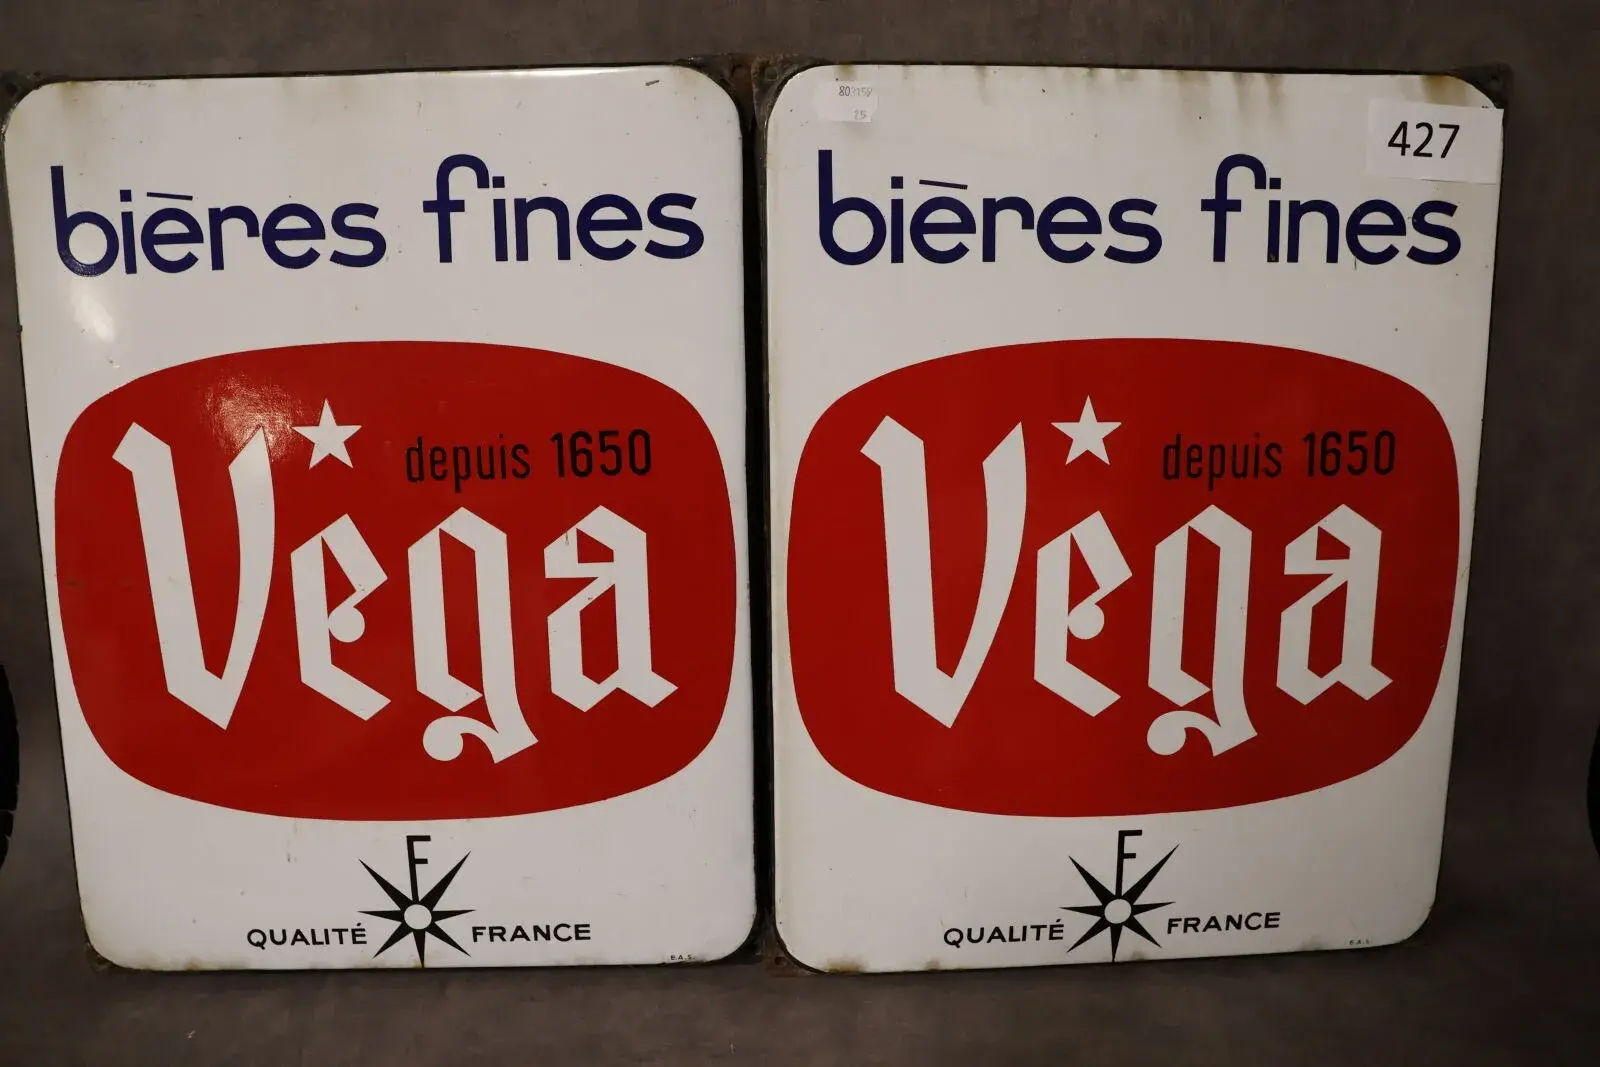 bières fines
depuis 1650
Vega
F
QUALITÉ FRANCE
E.A.S.
427
bières fines
depuis 1650
Vega
F
QUALITÉ FRANCE
E.A.S.